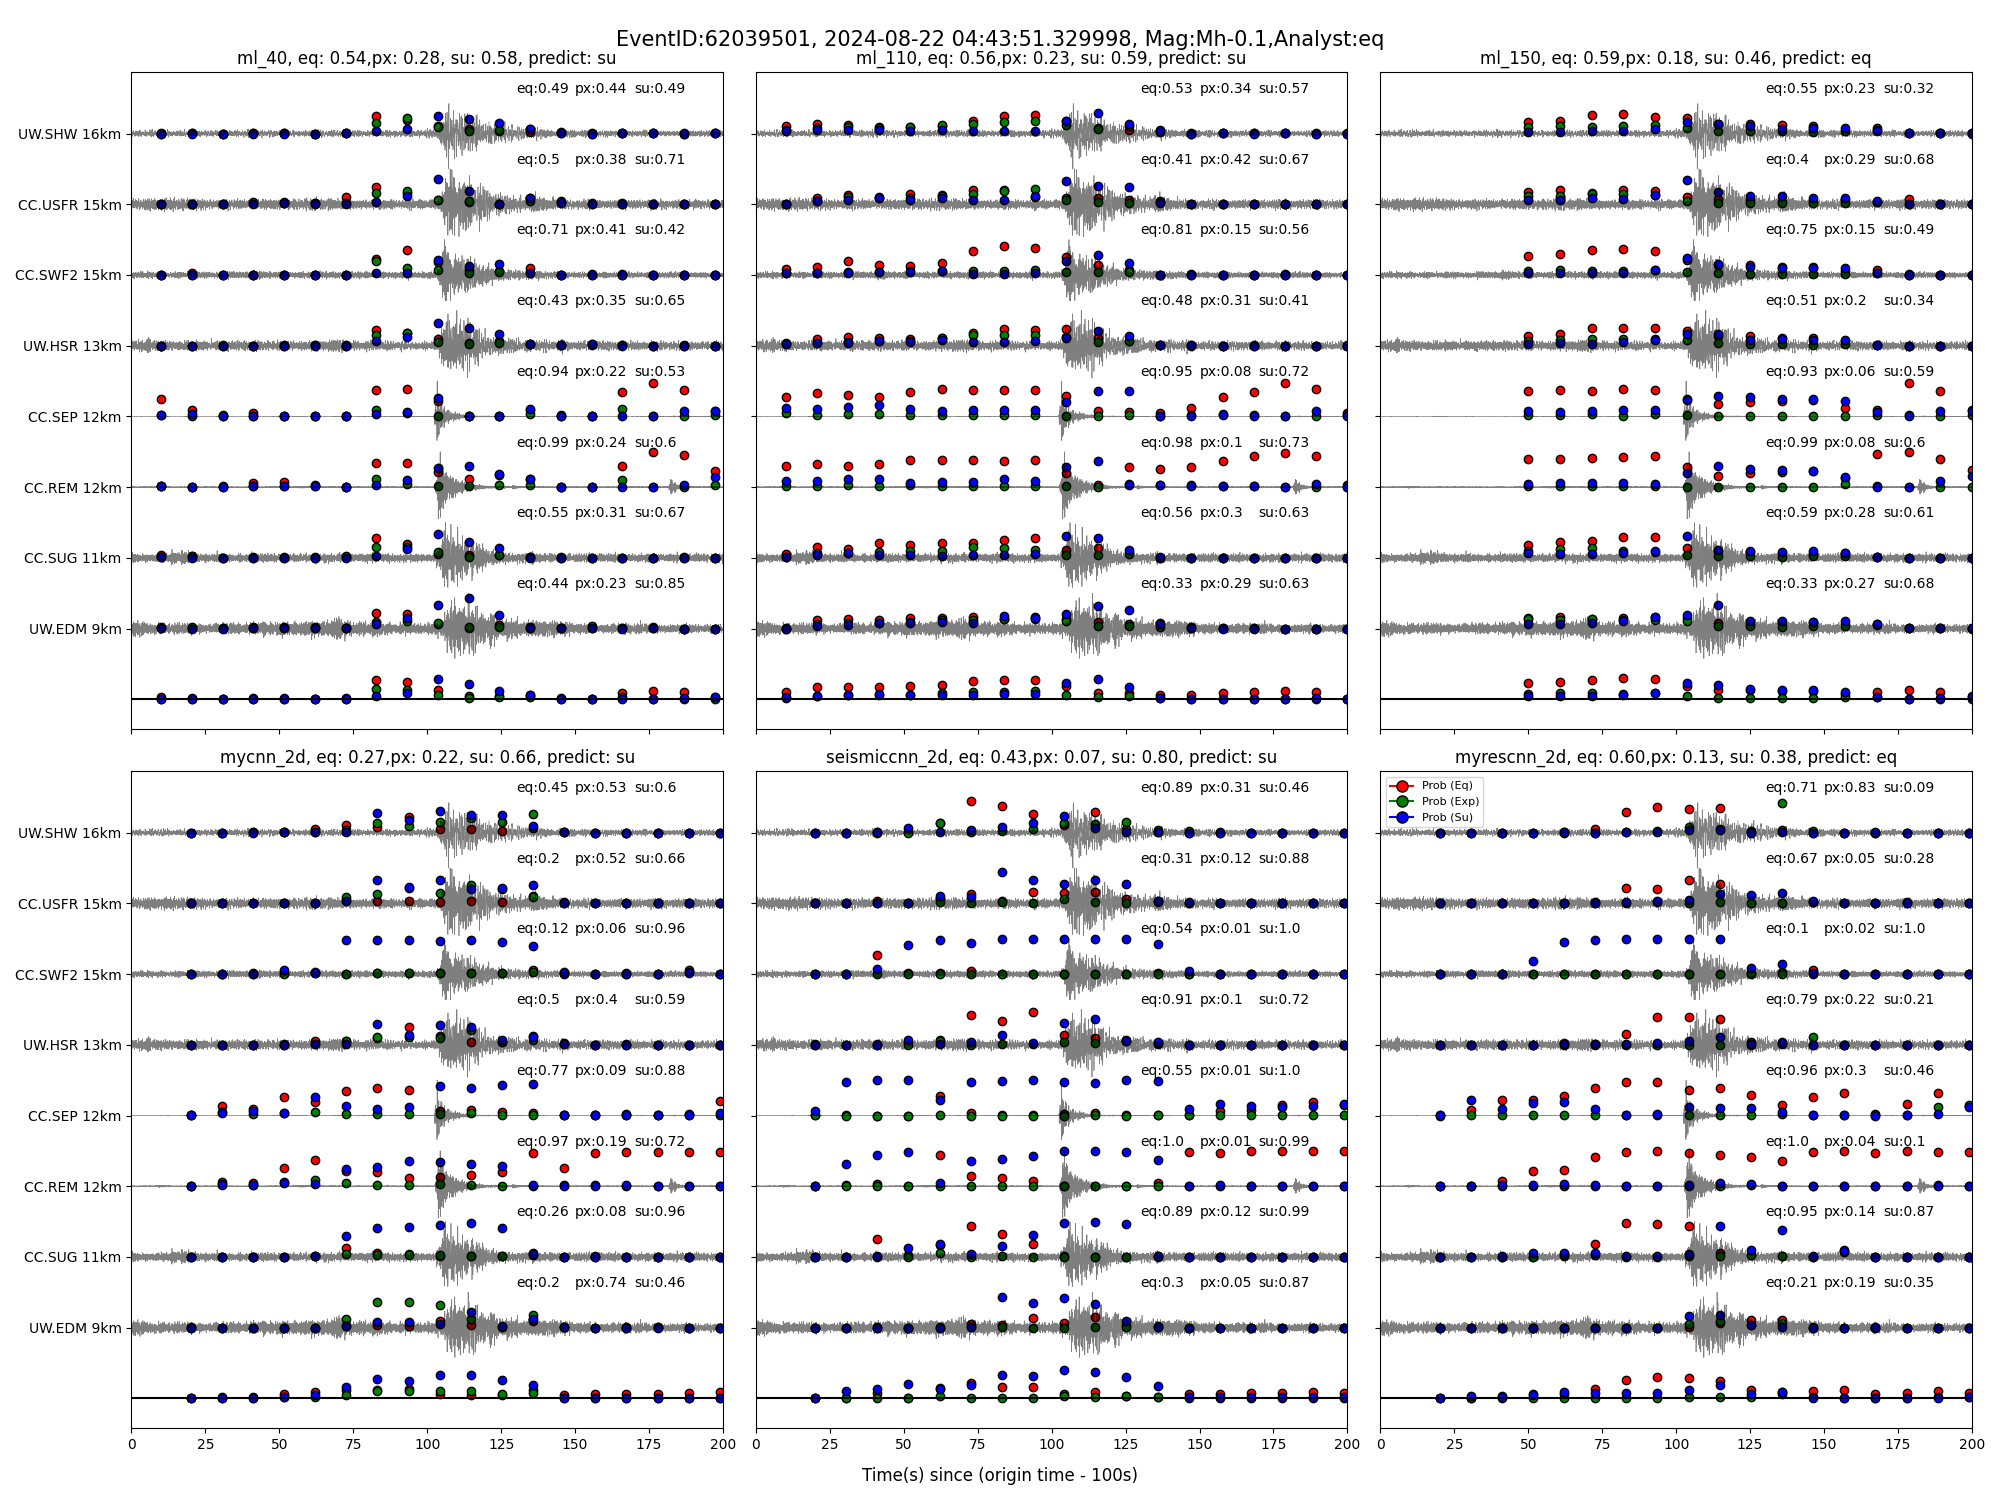 EventID:62039501, 2024-08-22 04:43:51.329998, Mag:Mh-0.1,Analyst:eq
ml_40, eq: 0.54,px: 0.28, su: 0.58, predict: su
UW.SHW 16km
eq:0.49 px:0.44 su:0.49
CC.USFR 15km
eq:0.5 px:0.38 su:0.71
CC.SWF2 15km
eq:0.71 px:0.41 su:0.42
UW.HSR 13km
eq:0.43 px:0.35 su:0.65
CC.SEP 12km
eq:0.94 px:0.22 su:0.53
CC.REM 12km
eq:0.99 px:0.24 su:0.6
CC.SUG 11km
eq:0.55 px:0.31 su:0.67
UW.EDM 9km
eq:0.44 px:0.23 su:0.85
ml_110, eq: 0.56,px: 0.23, su: 0.59, predict: su
eq:0.53 px:0.34 su:0.57
eq:0.41 px:0.42 su:0.67
eq:0.81 px:0.15 su:0.56
eq:0.48 px:0.31 su:0.41
eq:0.95 px:0.08 su:0.72
eq:0.98 px:0.1 su:0.73
eq:0.56 px:0.3 su:0.63
eq:0.33 px:0.29 su:0.63
ml_150, eq: 0.59,px: 0.18, su: 0.46, predict: eq
eq:0.55 px:0.23 su:0.32
eq:0.4 px:0.29 su:0.68
eq:0.75 px:0.15 su:0.49
eq:0.51 px:0.2 su:0.34
eq:0.93 px:0.06 su:0.59
eq:0.99 px:0.08 su:0.6
eq:0.59 px:0.28 su:0.61
eq:0.33 px:0.27 su:0.68
mycnn_2d, eq: 0.27,px: 0.22, su: 0.66, predict: su
UW.SHW 16km
eq:0.45 px:0.53 su:0.6
CC.USFR 15km
eq:0.2 px:0.52 su:0.66
CC.SWF2 15km
eq:0.12 px:0.06 su:0.96
UW.HSR 13km
eq:0.5 px:0.4 su:0.59
CC.SEP 12km
eq:0.77 px:0.09 su:0.88
CC.REM 12km
eq:0.97 px:0.19 su:0.72
CC.SUG 11km
eq:0.26 px:0.08 su:0.96
UW.EDM 9km
eq:0.2 px:0.74 su:0.46
0 25 50 75 100 125 150 175 200
seismiccnn_2d, eq: 0.43,px: 0.07, su: 0.80, predict: su
eq:0.89 px:0.31 su:0.46
eq:0.31 px:0.12 su:0.88
eq:0.54 px:0.01 su:1.0
eq:0.91 px:0.1 su:0.72
eq:0.55 px:0.01 su:1.0
eq:1.0 px:0.01 su:0.99
eq:0.89 px:0.12 su:0.99
eq:0.3 px:0.05 su:0.87
0 25 50 75 100 125 150 175 200
myrescnn_2d, eq: 0.60,px: 0.13, su: 0.38, predict: eq
Prob (Eq)
Prob (Exp)
Prob (Su)
eq:0.71 px:0.83 su:0.09
eq:0.67 px:0.05 su:0.28
eq:0.1 px:0.02 su:1.0
eq:0.79 px:0.22 su:0.21
eq:0.96 px:0.3 su:0.46
eq:1.0 px:0.04 su:0.1
eq:0.95 px:0.14 su:0.87
eq:0.21 px:0.19 su:0.35
0 25 50 75 100 125 150 175 200
Time(s) since (origin time - 100s)